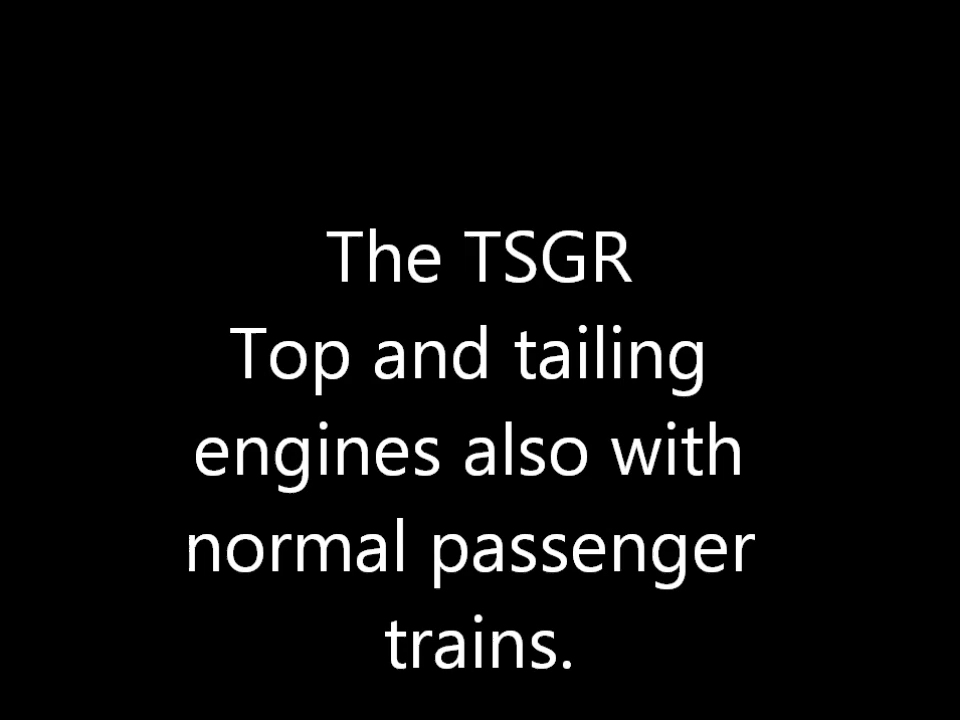 The TSGR
Top and tailing
engines also with
normal passenger
trains.